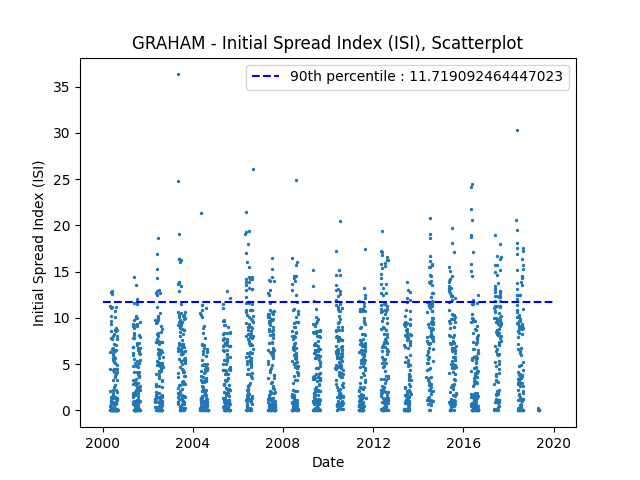 GRAHAM - Initial Spread Index (ISI), Scatterplot
90th percentile : 11.719092464447023
35
30
25
20
15
10
5
0
Initial Spread Index (ISI)
2000 2004 2008 2012 2016 2020
Date